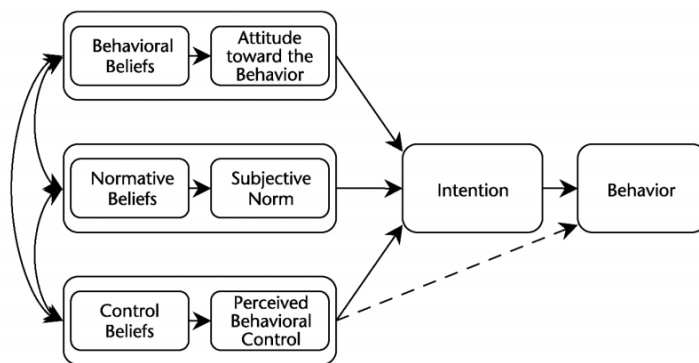 Behavioral
Beliefs
Attitude
toward the
Behavior
Normative
Beliefs
Subjective
Norm
Intention
Behavior
Control
Beliefs
Perceived
Behavioral
Control